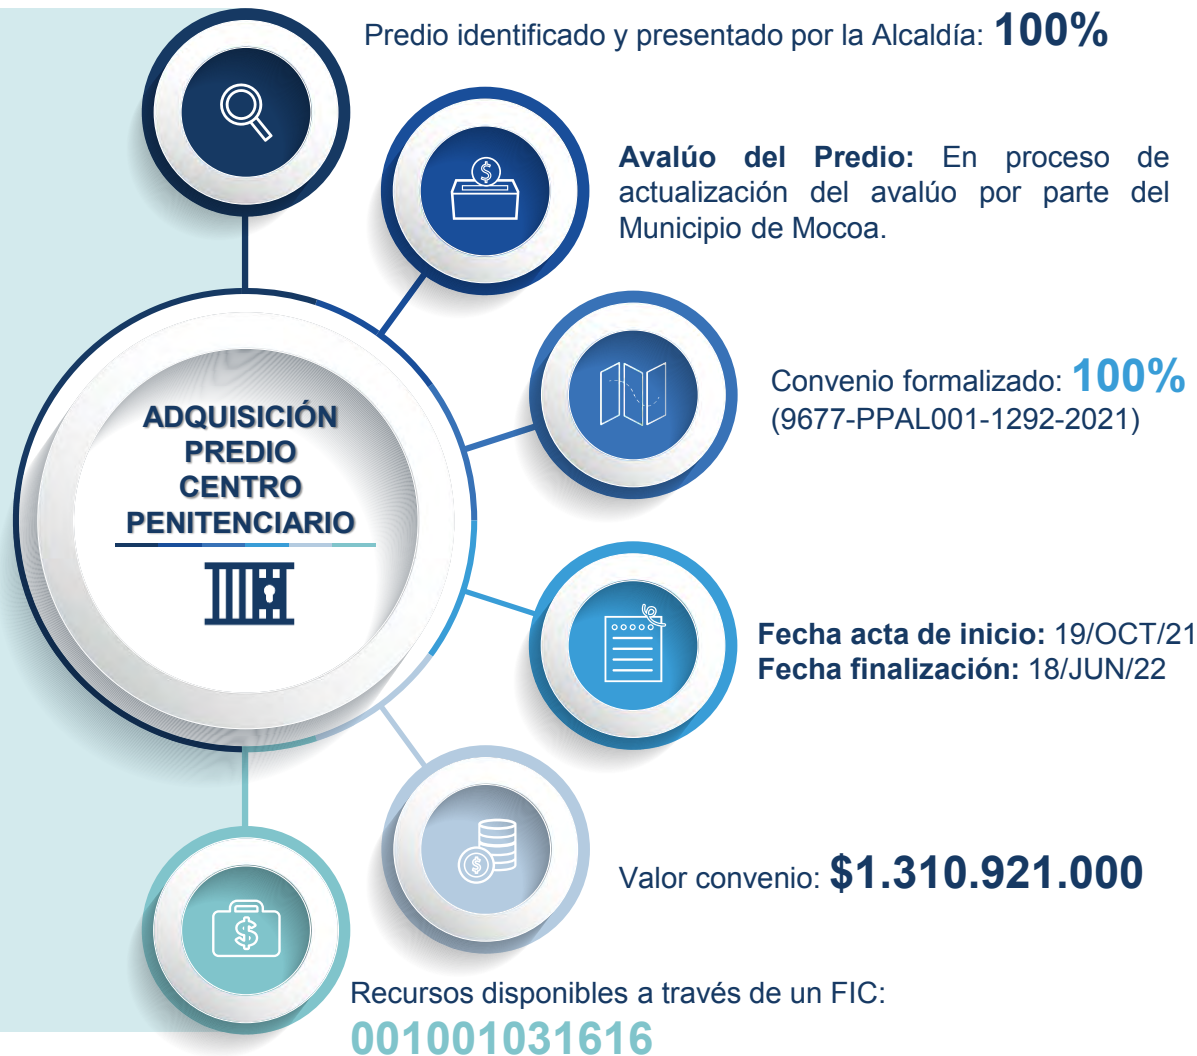 Predio identificado y presentado por la Alcaldía: 100%
Avalúo del Predio: En proceso de
actualización del avalúo por parte del
Municipio de Mocoa.
Convenio formalizado: 100%
(9677-PPAL001-1292-2021)
ADQUISICIÓN
PREDIO
CENTRO
PENITENCIARIO
Fecha acta de inicio: 19/OCT/21
Fecha finalización: 18/JUN/22
Valor convenio: $1.310.921.000
Recursos disponibles a través de un FIC:
001001031616